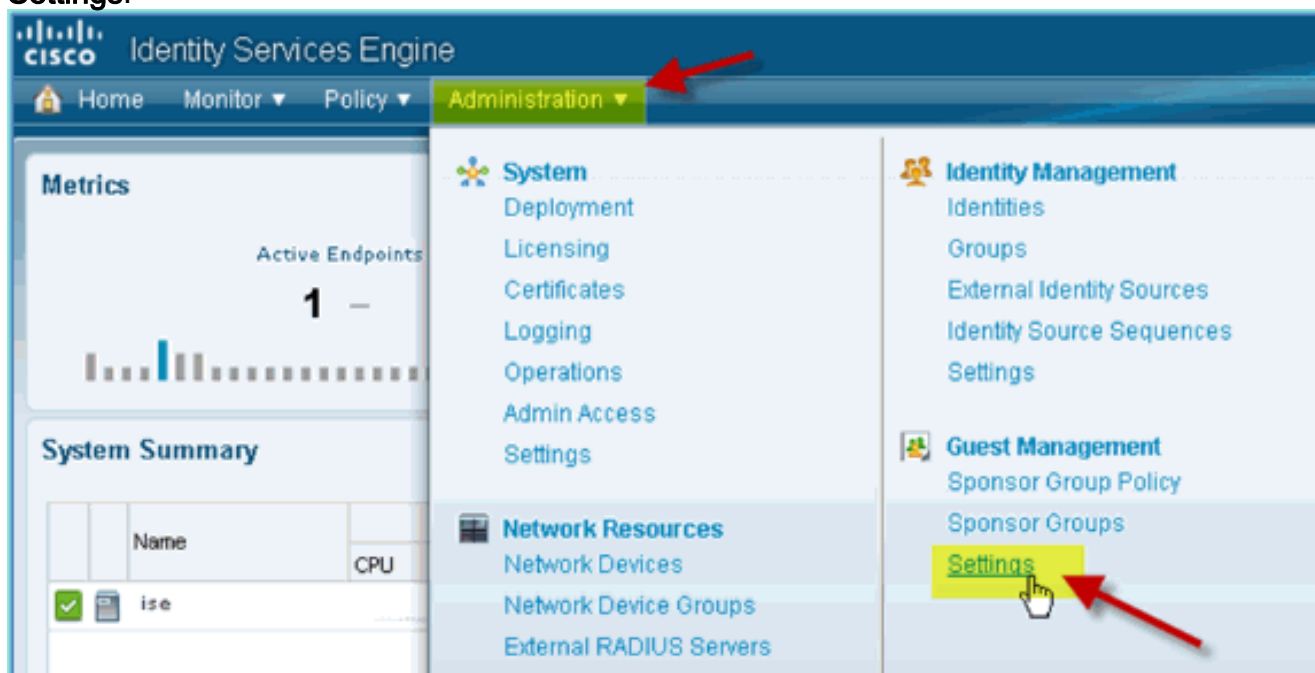 Settings.
CISCO Identity Services Engine
Home Monitor ▼ Policy ▼ Administration ▼
Metrics
Active Endpoints
1 –
System Summary
Name
CPU
ise
System
Deployment
Licensing
Certificates
Logging
Operations
Admin Access
Settings
Network Resources
Network Devices
Network Device Groups
External RADIUS Servers
Identity Management
Identities
Groups
External Identity Sources
Identity Source Sequences
Settings
Guest Management
Sponsor Group Policy
Sponsor Groups
Settings